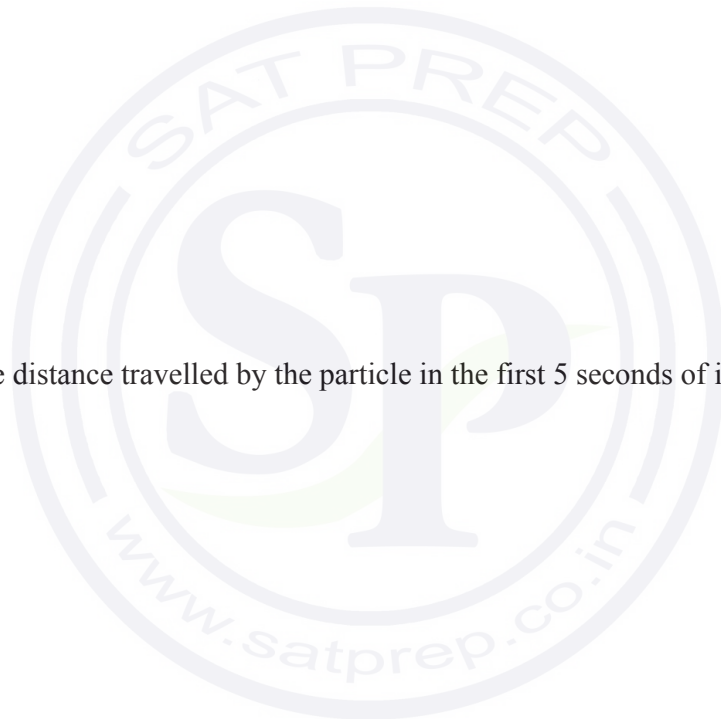 SAT PREP
SP
e distance travelled by the particle in the first 5 seconds of i
www.satprep.co.in